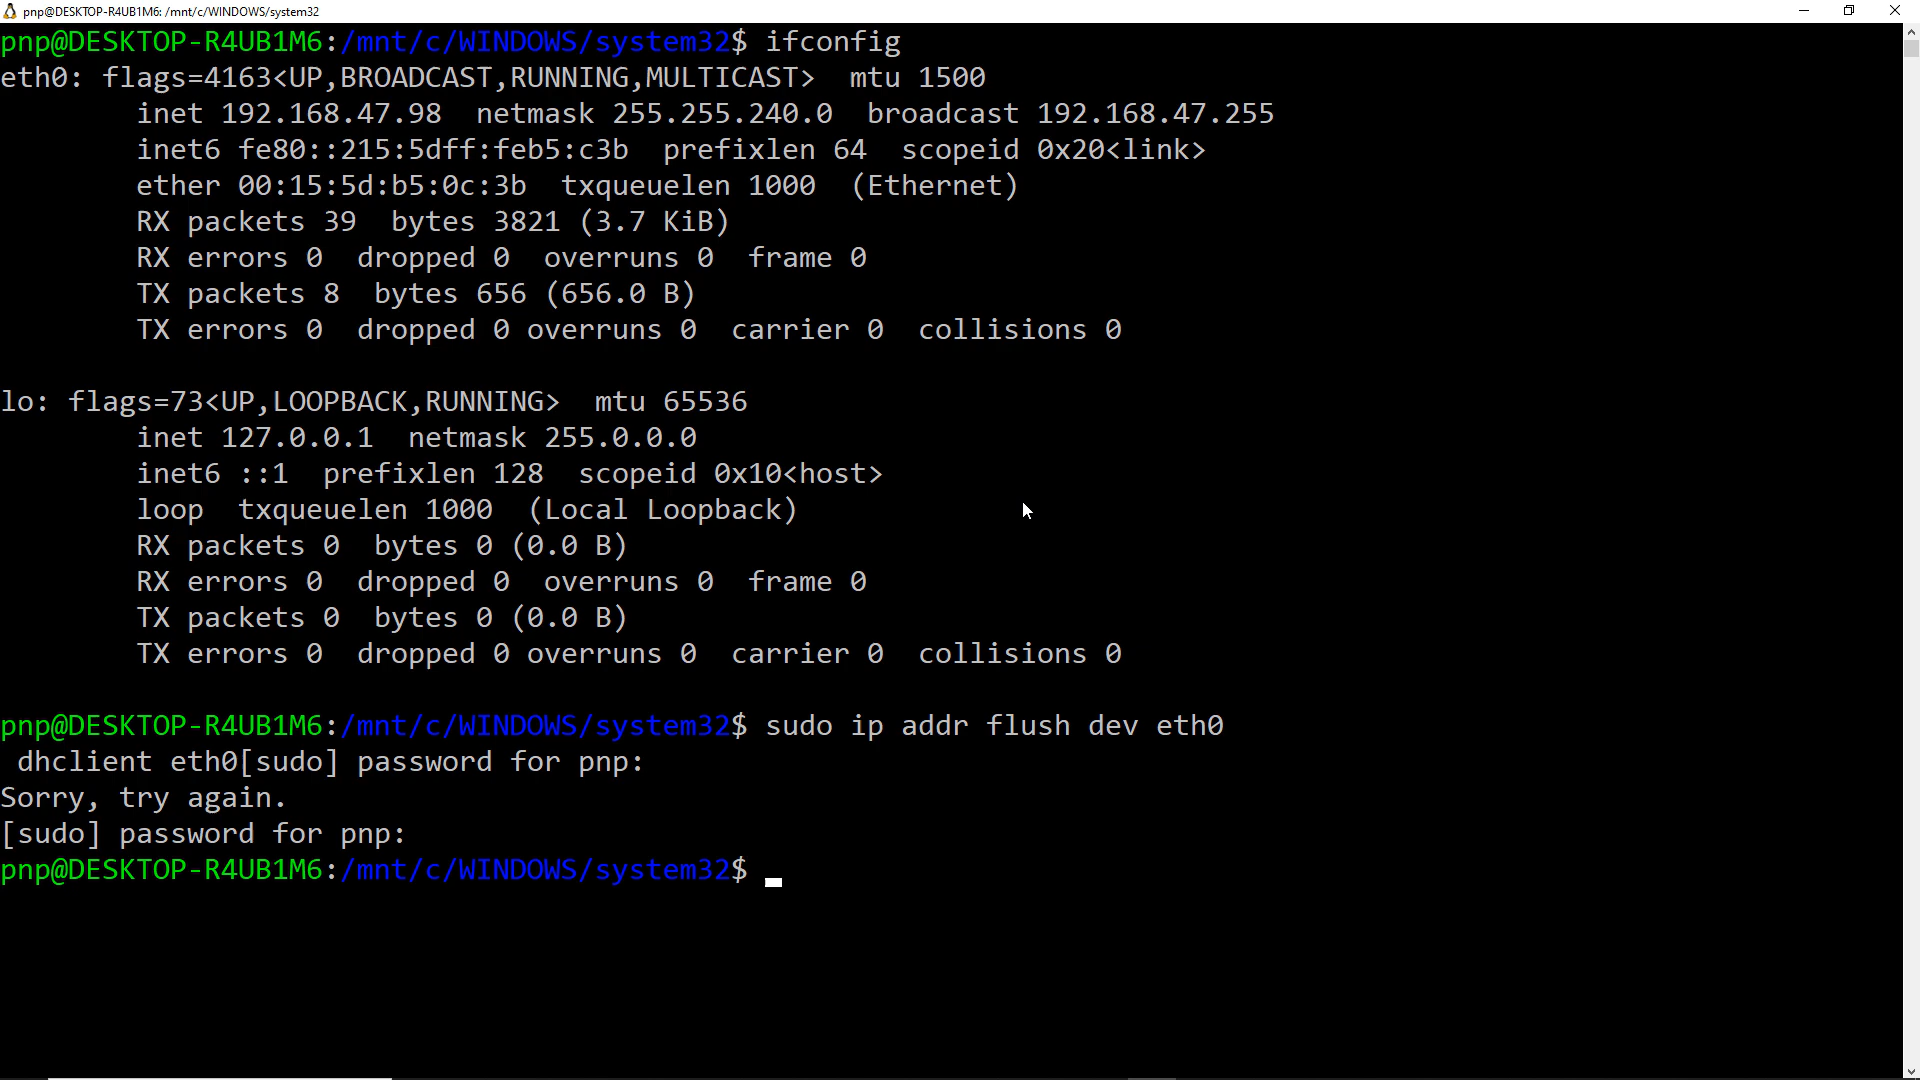 pnp@DESKTOP-R4UB1M6: /mnt/c/WINDOWS/system32
pnp@DESKTOP-R4UB1M6:/mnt/c/WINDOWS/system32$ ifconfig
eth0: flags=4163<UP,BROADCAST,RUNNING,MULTICAST>  mtu 1500
        inet 192.168.47.98  netmask 255.255.240.0  broadcast 192.168.47.255
        inet6 fe80::215:5dff:feb5:c3b  prefixlen 64  scopeid 0x20<link>
        ether 00:15:5d:b5:0c:3b  txqueuelen 1000  (Ethernet)
        RX packets 39  bytes 3821 (3.7 KiB)
        RX errors 0  dropped 0  overruns 0  frame 0
        TX packets 8  bytes 656 (656.0 B)
        TX errors 0  dropped 0 overruns 0  carrier 0  collisions 0
lo: flags=73<UP,LOOPBACK,RUNNING>  mtu 65536
        inet 127.0.0.1  netmask 255.0.0.0
        inet6 ::1  prefixlen 128  scopeid 0x10<host>
        loop  txqueuelen 1000  (Local Loopback)
        RX packets 0  bytes 0 (0.0 B)
        RX errors 0  dropped 0  overruns 0  frame 0
        TX packets 0  bytes 0 (0.0 B)
        TX errors 0  dropped 0 overruns 0  carrier 0  collisions 0
pnp@DESKTOP-R4UB1M6:/mnt/c/WINDOWS/system32$ sudo ip addr flush dev eth0
 dhclient eth0[sudo] password for pnp:
Sorry, try again.
[sudo] password for pnp:
pnp@DESKTOP-R4UB1M6:/mnt/c/WINDOWS/system32$